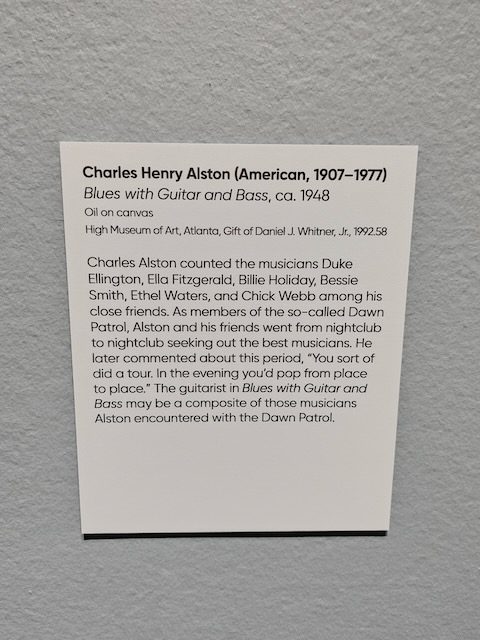 Charles Henry Alston (American, 1907–1977)
Blues with Guitar and Bass, ca. 1948
Oil on canvas
High Museum of Art, Atlanta, Gift of Daniel J. Whitner, Jr., 1992.58
Charles Alston counted the musicians Duke
Ellington, Ella Fitzgerald, Billie Holiday, Bessie
Smith, Ethel Waters, and Chick Webb among his
close friends. As members of the so-called Dawn
Patrol, Alston and his friends went from nightclub
to nightclub seeking out the best musicians. He
later commented about this period, “You sort of
did a tour. In the evening you’d pop from place
to place.” The guitarist in Blues with Guitar and
Bass may be a composite of those musicians
Alston encountered with the Dawn Patrol.